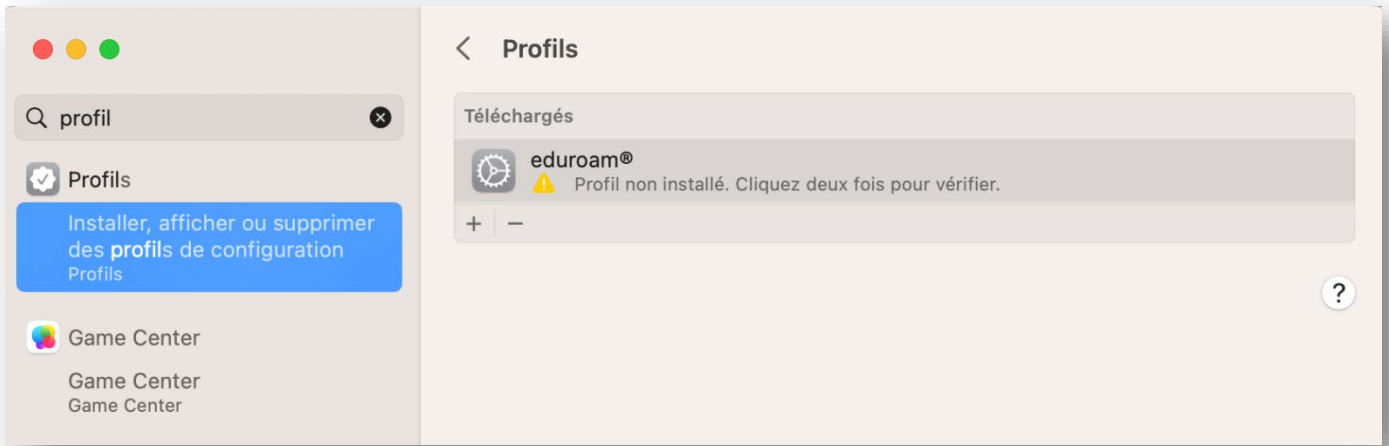 profil
Profils
Installer, afficher ou supprimer
des profils de configuration
Profils
Game Center
Game Center
Game Center
Profils
Téléchargés
eduroam®
Profil non installé. Cliquez deux fois pour vérifier.
+ −
?